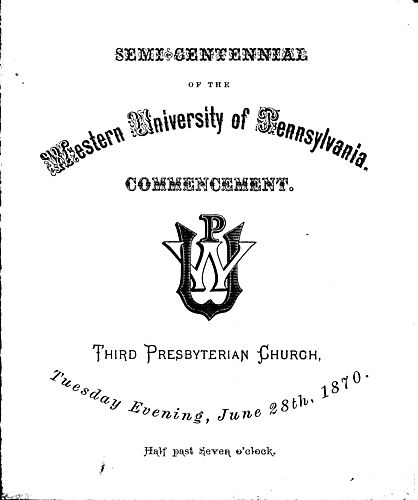 SEMI-CENTENNIAL
OF THE
Western University of Pennsylvania.
COMMENCEMENT.
P
W
U
THIRD PRESBYTERIAN CHURCH,
Tuesday Evening, June 28th, 1870.
Half past Seven o'clock.